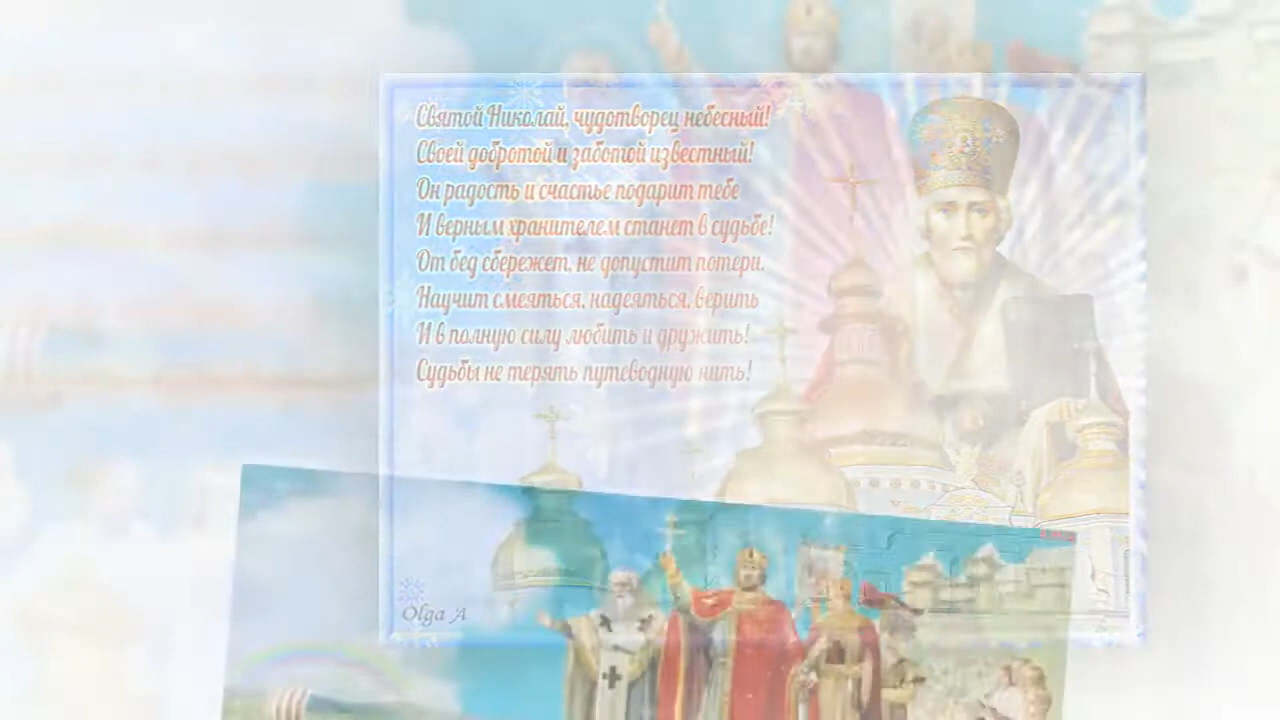 Святой Николай, чудотворец небесный!
Своей добротой и заботой известный!
Он радость и счастье подарит тебе
И верным хранителем станет в судьбе!
От бед сбережет, не допустит потери.
Научит смеяться, надеяться, верить
И в полную силу любить и дружить!
Судьбы не терять путеводную нить!
Olga A